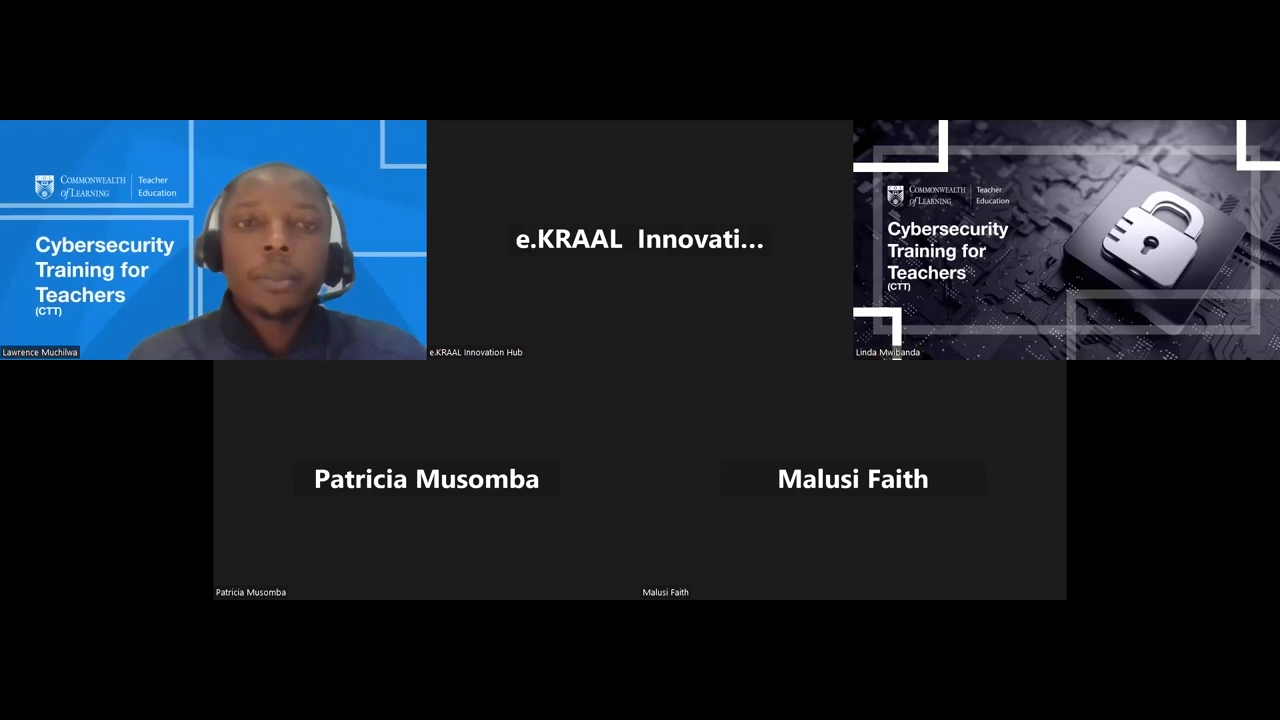 COMMONWEALTH
of LEARNING
Teacher
Education
Cybersecurity
Training for
Teachers
(CTT)
Lawrence Muchilwa
e.KRAAL Innovati...
e.KRAAL Innovation Hub
COL
COMMONWEALTH
of LEARNING
Teacher
Education
Cybersecurity
Training for
Teachers
(CTT)
Linda Mwibanda
Patricia Musomba
Patricia Musomba
Malusi Faith
Malusi Faith